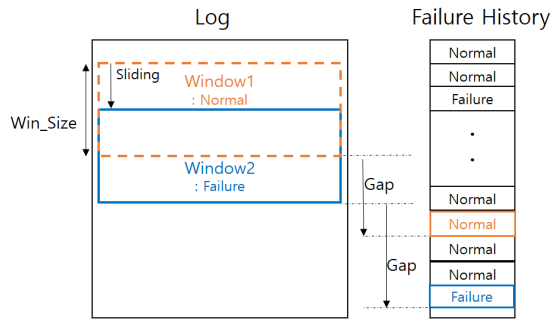 Log
Failure History
Sliding
Window1
: Normal
Win_Size
Window2
: Failure
Gap
Gap
Normal
Normal
Failure
.
.
Normal
Normal
Normal
Normal
Failure